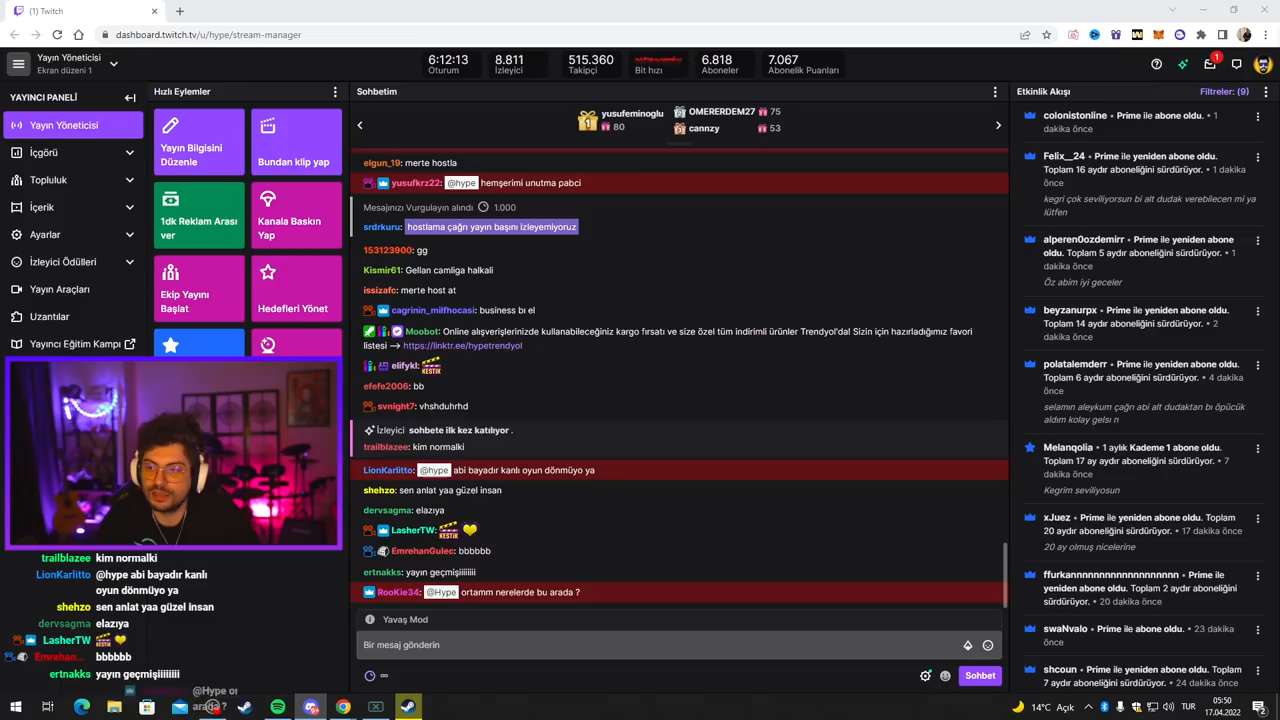 (1) Twitch
dashboard.twitch.tv/u/hype/stream-manager
Yayın Yöneticisi
Ekran düzeni 1
6:12:13
Oturum
8.811
İzleyici
515.360
Takipçi
Bit hızı
6.818
Aboneler
7.067
Abonelik Puanları
1
YAYINCI PANELİ
Yayın Yöneticisi
İçgörü
Topluluk
İçerik
Ayarlar
İzleyici Ödülleri
Yayın Araçları
Uzantılar
Yayıncı Eğitim Kampı
Hızlı Eylemler
Yayın Bilgisini Düzenle
Bundan klip yap
1dk Reklam Arası ver
Kanala Baskın Yap
Ekip Yayını Başlat
Hedefleri Yönet
Sohbetim
1
yusufeminoglu
80
2
OMERERDEM27 75
3
cannzy 53
elgun_19: merte hostla
yusufkrz22: @hype hemşerimi unutma pabci
Mesajınızı Vurgulayın alındı 1.000
srdrkuru: hostlama çağrı yayın başını izleyemiyoruz
153123900: gg
Kismir61: Gellan camliga halkali
issizafc: merte host at
cagrinin_milfhocasi: business bı el
Moobot: Online alışverişlerinizde kullanabileceğiniz kargo fırsatı ve size özel tüm indirimli ürünler Trendyol'da! Sizin için hazırladığımız favori
listesi --> https://linktr.ee/hypetrendyol
elifykl: KESTİK
efefe2006: bb
svnight7: vhshduhrhd
İzleyici sohbete ilk kez katılıyor .
trailblazee: kim normalki
LionKarlitto: @hype abi bayadır kanlı oyun dönmüyo ya
shehzo: sen anlat yaa güzel insan
dervsagma: elazıya
LasherTW: KESTİK
EmrehanGulec: bbbbbb
ertnakks: yayın geçmişiiiiiiii
RooKie34: @Hype ortamm nerelerde bu arada ?
Yavaş Mod
Bir mesaj gönderin
Sohbet
Etkinlik Akışı
Filtreler: (9)
colonistonline • Prime ile abone oldu. • 1
dakika önce
Felix__24 • Prime ile yeniden abone oldu.
Toplam 16 aydır aboneliğini sürdürüyor. • 1 dakika
önce
kegri çok seviliyorsun bi alt dudak verebilecen mi ya
lütfen
alperen0ozdemirr • Prime ile yeniden abone
oldu. Toplam 5 aydır aboneliğini sürdürüyor. • 1
dakika önce
Öz abim iyi geceler
beyzanurpx • Prime ile yeniden abone oldu.
Toplam 14 aydır aboneliğini sürdürüyor. • 2
dakika önce
polatalemderr • Prime ile yeniden abone oldu.
Toplam 6 aydır aboneliğini sürdürüyor. • 4 dakika
önce
selamın aleykum çağrı abi alt dudaktan bı öpücük
aldım kolay gelsı n
Melanqolia • 1 aylık Kademe 1 abone oldu.
Toplam 17 ay aydır aboneliğini sürdürüyor. • 7
dakika önce
Kegrim seviliyosun
xJuez • Prime ile yeniden abone oldu. Toplam
20 aydır aboneliğini sürdürüyor. • 17 dakika önce
20 ay olmuş nicelerine
ffurkannnnnnnnnnnnnnnnnn • Prime ile
yeniden abone oldu. Toplam 2 aydır aboneliğini
sürdürüyor. • 20 dakika önce
swaNvalo • Prime ile abone oldu. • 23 dakika
önce
shcoun • Prime ile yeniden abone oldu. Toplam
7 aydır aboneliğini sürdürüyor. • 24 dakika önce
trailblazee kim normalki
LionKarlitto @hype abi bayadır kanlı
oyun dönmüyo ya
shehzo sen anlat yaa güzel insan
dervsagma elazıya
LasherTW
Emrehan... bbbbbb
ertnakks yayın geçmişiiiiiiii
@Hype or
arada ?
14°C Açık
TUR
05:50
17.04.2022
2